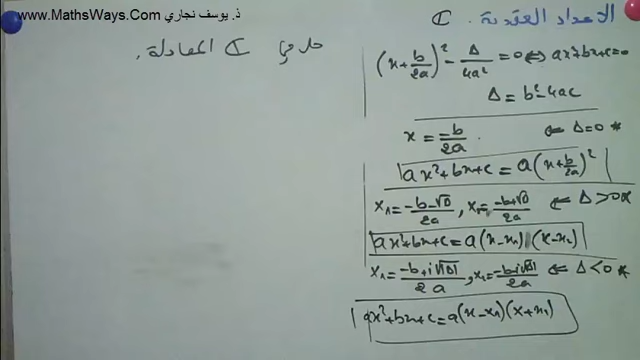 ذ. يوسف نجاري www.MathsWays.Com
الأعداد العقدية . ℂ
حل في ℂ المعادلة.
(x+b/2a)² - Δ/4a² = 0 ⇔ ax²+bx+c=0
Δ = b²-4ac
x = -b/2a . ⇐ Δ=0 *
ax²+bx+c = a(x+b/2a)²
x₁ = -b-√Δ/2a , x₂ = -b+√Δ/2a ⇐ Δ>0 *
ax²+bx+c = a(x-x₁)(x-x₂)
x₁ = -b+i√|Δ|/2a , x₂ = -b-i√|Δ|/2a ⇐ Δ<0 *
ax²+bx+c = a(x-x₁)(x+x₁)